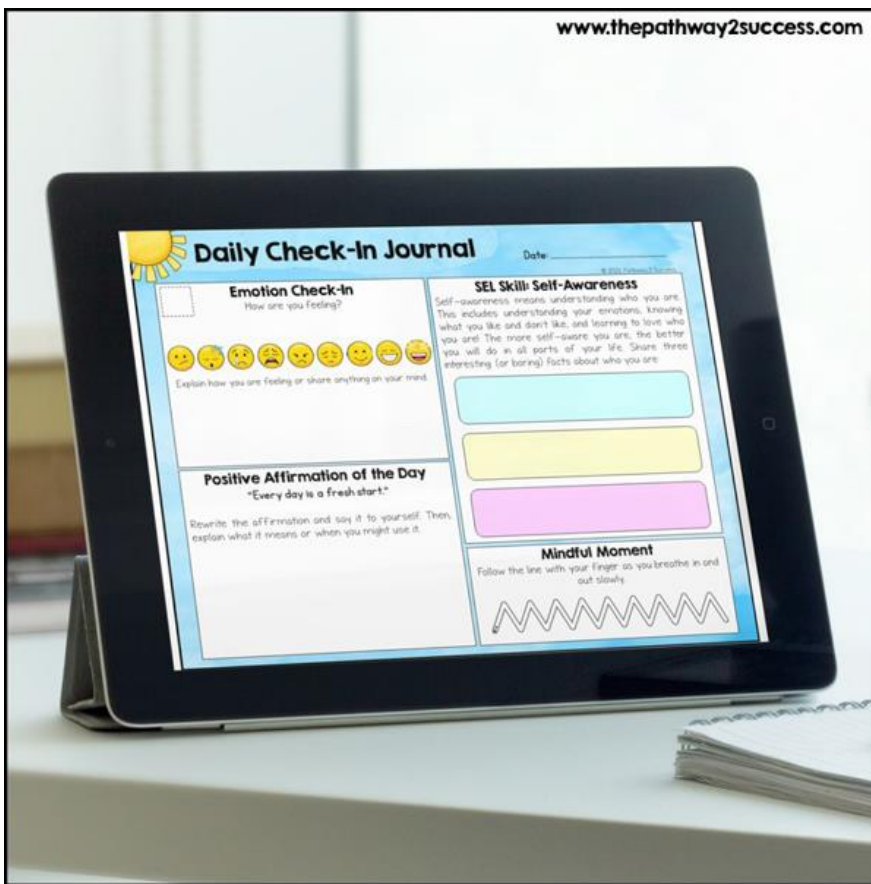 www.thepathway2success.com
Daily Check-In Journal
Date:
Emotion Check-In
How are you feeling?
Explain how you are feeling or share anything on your mind.
Positive Affirmation of the Day
"Every day is a fresh start."
Rewrite the affirmation and say it to yourself. Then,
explain what it means or when you might use it.
© 2021 Pathway 2 Success
SEL Skill: Self-Awareness
Self-awareness means understanding who you are.
This includes understanding your emotions, knowing
what you like and don't like, and learning to love who
you are! The more self-aware you are, the better
you will do in all parts of your life. Share three
interesting (or boring) facts about who you are:
Mindful Moment
Follow the line with your finger as you breathe in and
out slowly.